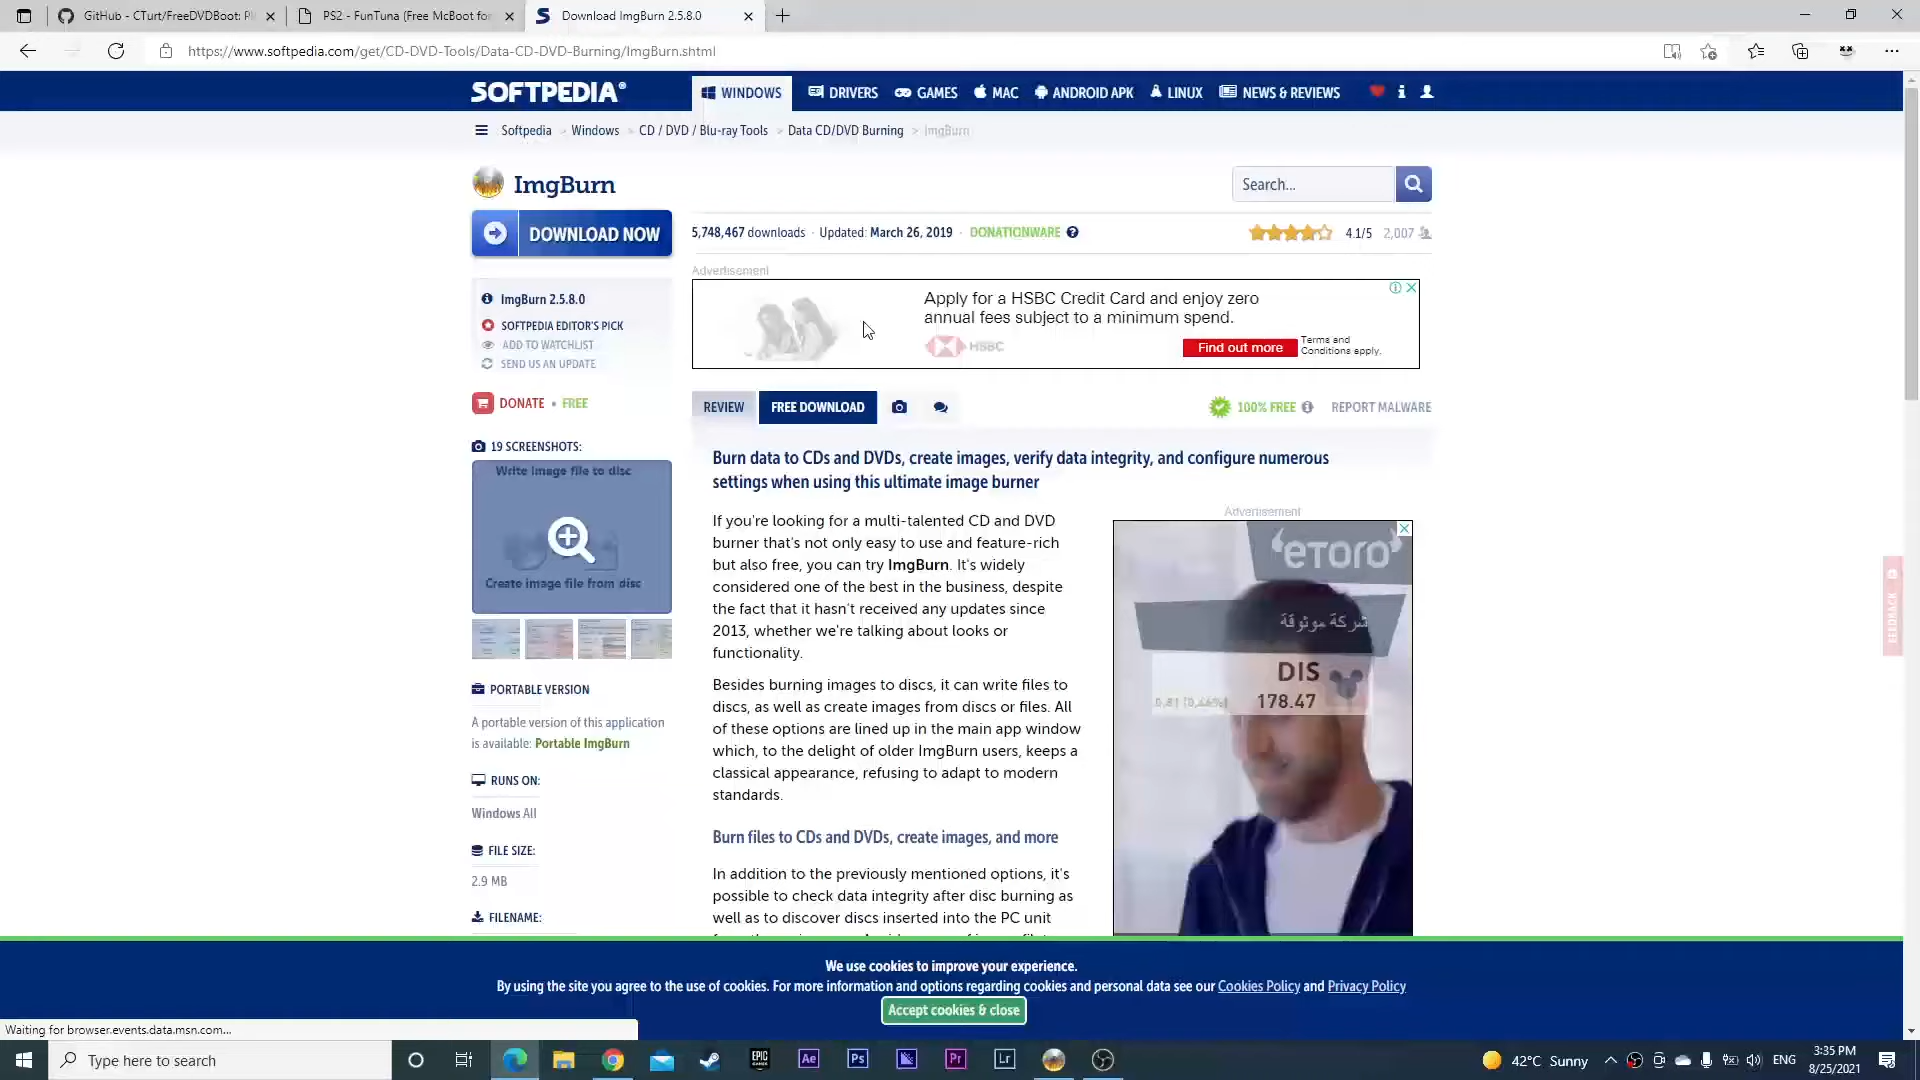 GitHub - CTurt/FreeDVDBoot: P
PS2 - FunTuna (Free McBoot for
Download ImgBurn 2.5.8.0
https://www.softpedia.com/get/CD-DVD-Tools/Data-CD-DVD-Burning/ImgBurn.shtml
SOFTPEDIA®
WINDOWS
DRIVERS
GAMES
MAC
ANDROID APK
LINUX
NEWS & REVIEWS
Softpedia > Windows > CD / DVD / Blu-ray Tools > Data CD/DVD Burning > ImgBurn
ImgBurn
Search...
DOWNLOAD NOW
5,748,467 downloads · Updated: March 26, 2019 · DONATIONWARE
4.1/5 2,007
Advertisement
ImgBurn 2.5.8.0
SOFTPEDIA EDITOR'S PICK
ADD TO WATCHLIST
SEND US AN UPDATE
Apply for a HSBC Credit Card and enjoy zero
annual fees subject to a minimum spend.
HSBC
Find out more
Terms and
Conditions apply.
DONATE • FREE
REVIEW
FREE DOWNLOAD
100% FREE
REPORT MALWARE
19 SCREENSHOTS:
Write image file to disc
Create image file from disc
Burn data to CDs and DVDs, create images, verify data integrity, and configure numerous
settings when using this ultimate image burner
If you're looking for a multi-talented CD and DVD
burner that's not only easy to use and feature-rich
but also free, you can try ImgBurn. It's widely
considered one of the best in the business, despite
the fact that it hasn't received any updates since
2013, whether we're talking about looks or
functionality.
Besides burning images to discs, it can write files to
discs, as well as create images from discs or files. All
of these options are lined up in the main app window
which, to the delight of older ImgBurn users, keeps a
classical appearance, refusing to adapt to modern
standards.
Burn files to CDs and DVDs, create images, and more
In addition to the previously mentioned options, it's
possible to check data integrity after disc burning as
well as to discover discs inserted into the PC unit
Advertisement
eToro
شركة موثوقة
DIS
0.81 (0.46%)
178.47
PORTABLE VERSION
A portable version of this application
is available: Portable ImgBurn
RUNS ON:
Windows All
FILE SIZE:
2.9 MB
FILENAME:
FEEDBACK
We use cookies to improve your experience.
By using the site you agree to the use of cookies. For more information and options regarding cookies and personal data see our Cookies Policy and Privacy Policy
Accept cookies & close
Waiting for browser.events.data.msn.com...
Type here to search
EPIC
GAMES
Ae
Ps
Pr
Lr
42°C Sunny
ENG
3:35 PM
8/25/2021